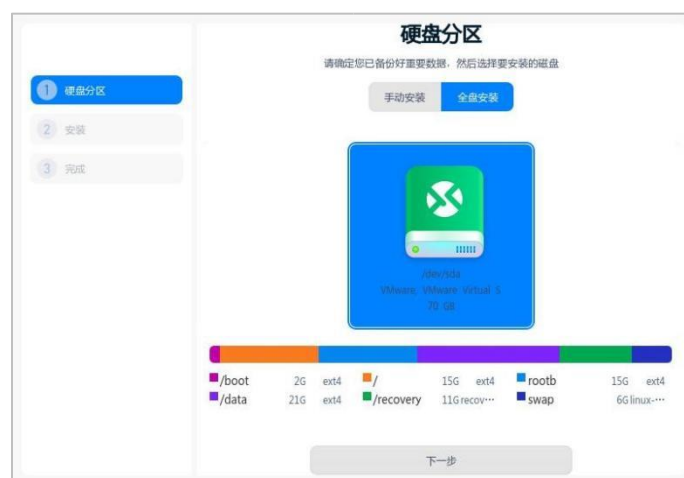 硬盘分区
请确定您已备份好重要数据，然后选择要安装的磁盘
手动安装 全盘安装
1 硬盘分区
2 安装
3 完成
/dev/sda
VMware, VMware Virtual S
70 GB
/boot 2G ext4 / 15G ext4 rootb 15G ext4
/data 21G ext4 /recovery 11G recov··· swap 6G linux-···
下一步